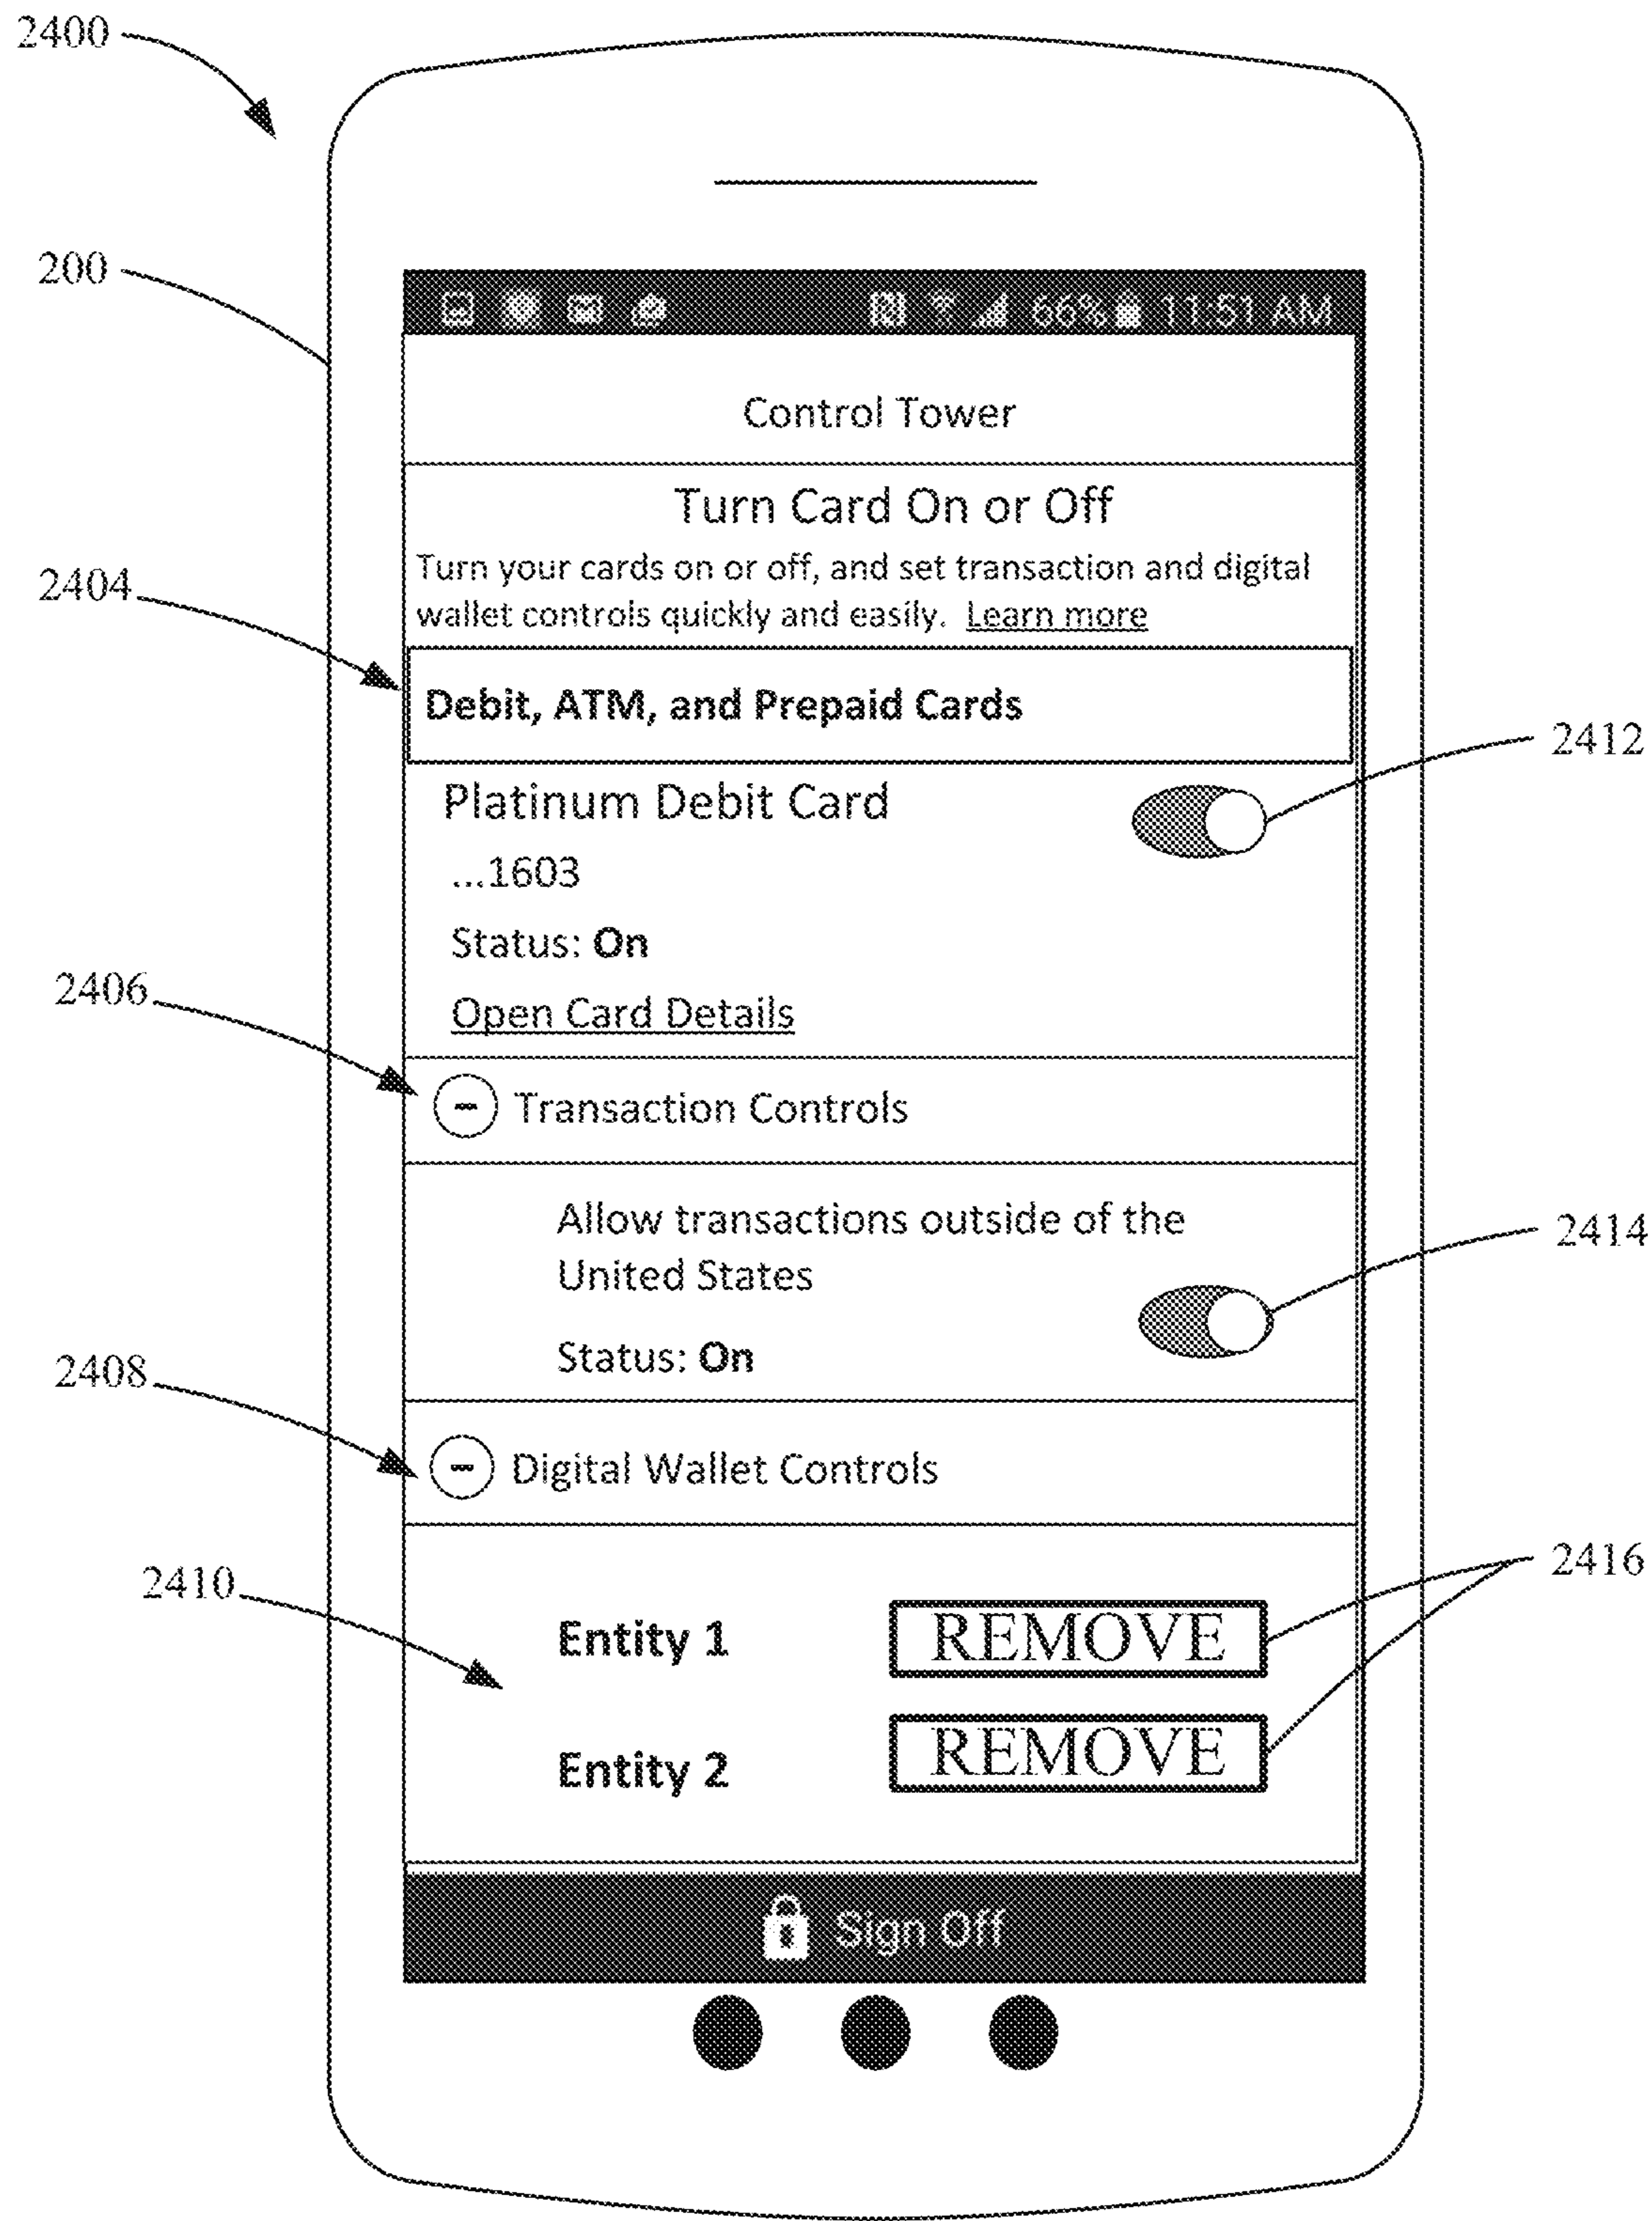 2400
200
66% 11:51 AM
Control Tower
Turn Card On or Off
Turn your cards on or off, and set transaction and digital
wallet controls quickly and easily. Learn more
2404
Debit, ATM, and Prepaid Cards
2412
Platinum Debit Card
...1603
Status: On
2406
Open Card Details
- Transaction Controls
Allow transactions outside of the
United States
2414
Status: On
2408
- Digital Wallet Controls
2410
2416
Entity 1 REMOVE
Entity 2 REMOVE
Sign Off